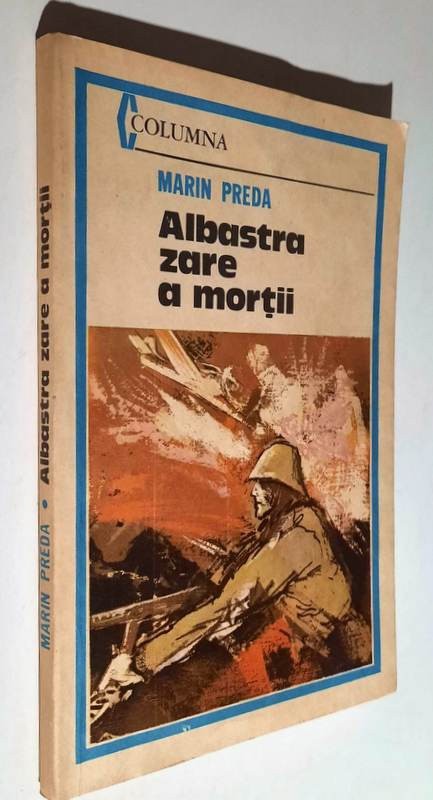 COLUMNA
MARIN PREDA
Albastra
zare
a morții
MARIN PREDA • Albastra zare a morții